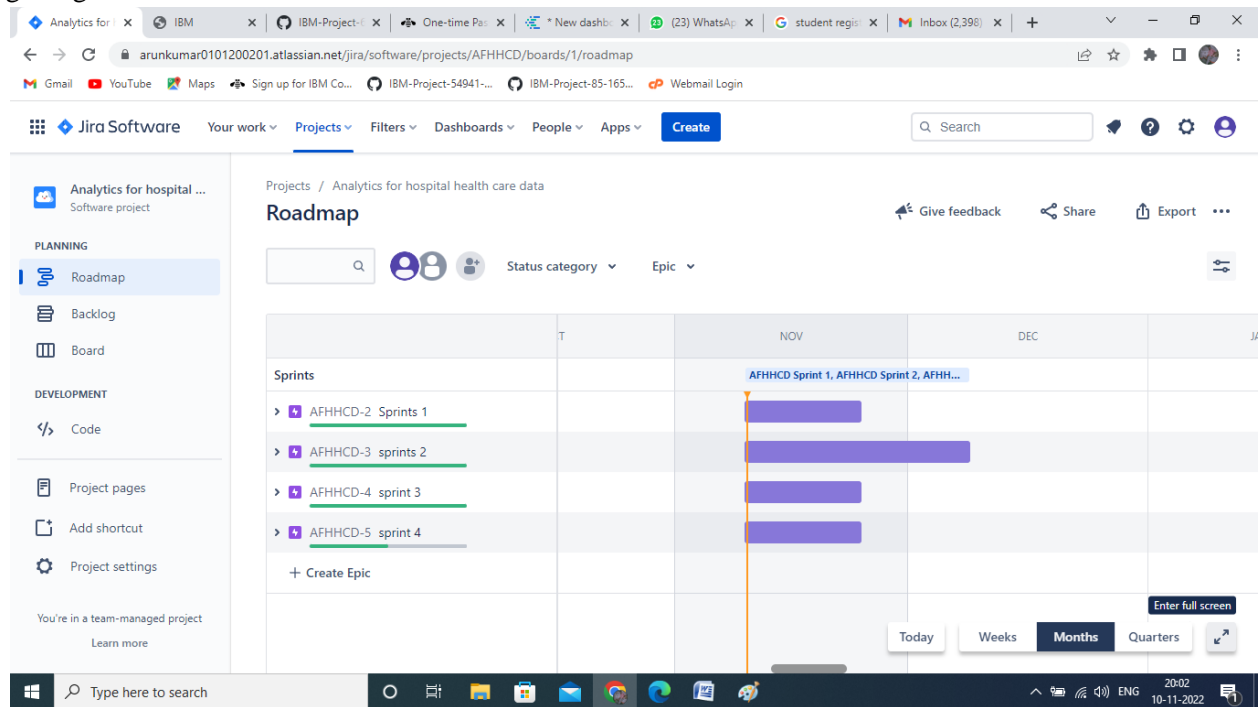 Analytics for
IBM
IBM-Project-
One-time Pas
* New dashb
(23) WhatsAp
student regist
Inbox (2,398)
arunkumar0101200201.atlassian.net/jira/software/projects/AFHHCD/boards/1/roadmap
Gmail YouTube Maps Sign up for IBM Co... IBM-Project-54941-... IBM-Project-85-165... Webmail Login
Jira Software Your work Projects Filters Dashboards People Apps Create Search
Analytics for hospital ...
Software project
PLANNING
Roadmap
Backlog
Board
DEVELOPMENT
Code
Project pages
Add shortcut
Project settings
You're in a team-managed project
Learn more
Projects / Analytics for hospital health care data
Roadmap
Give feedback Share Export
Status category Epic
T NOV DEC JA
Sprints
AFHHCD Sprint 1, AFHHCD Sprint 2, AFHH...
AFHHCD-2 Sprints 1
AFHHCD-3 sprints 2
AFHHCD-4 sprint 3
AFHHCD-5 sprint 4
+ Create Epic
Enter full screen
Today Weeks Months Quarters
Type here to search
ENG
20:02
10-11-2022
1